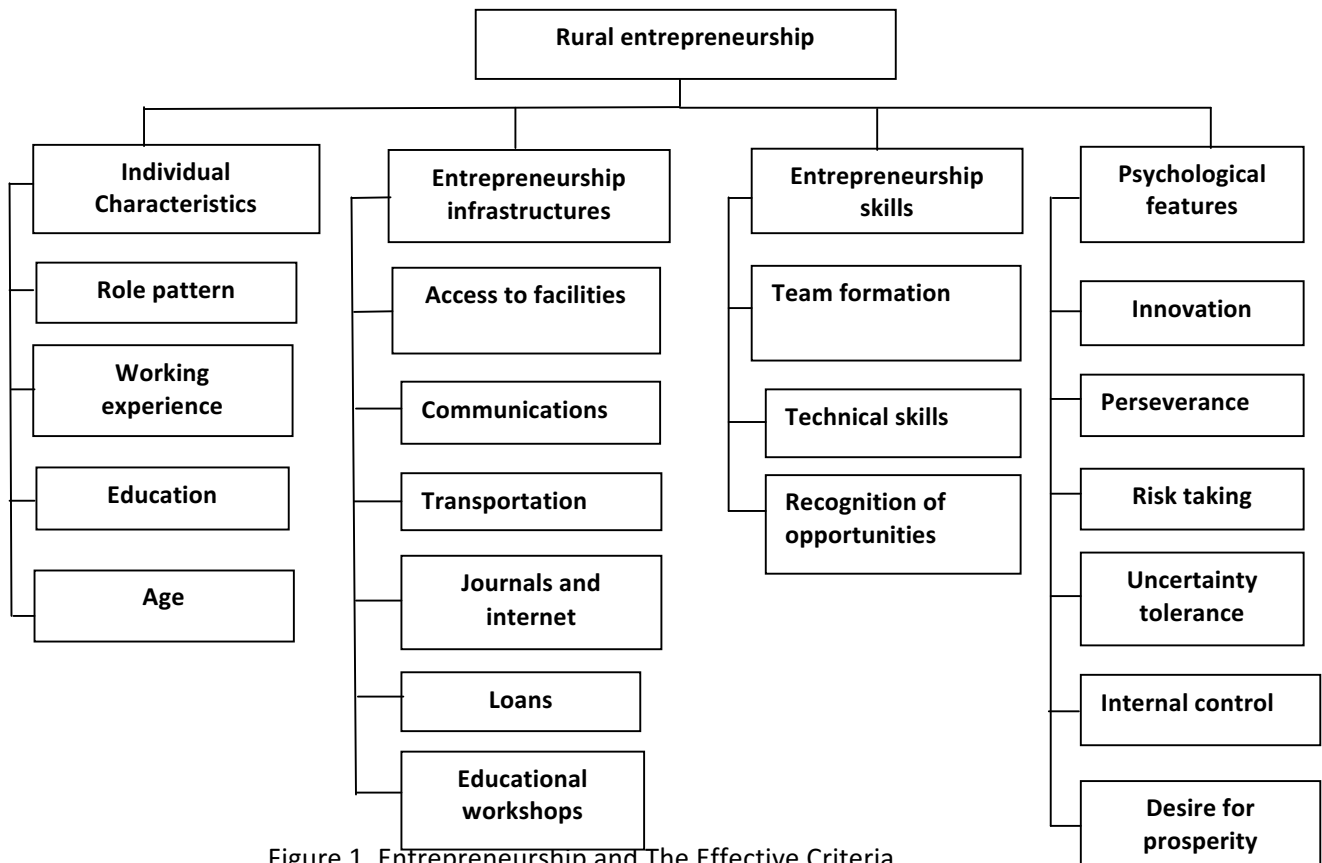 Rural entrepreneurship
Individual
Characteristics
Role pattern
Working
experience
Education
Age
Entrepreneurship
infrastructures
Access to facilities
Communications
Transportation
Journals and
internet
Loans
Educational
workshops
Entrepreneurship
skills
Team formation
Technical skills
Recognition of
opportunities
Psychological
features
Innovation
Perseverance
Risk taking
Uncertainty
tolerance
Internal control
Desire for
prosperity
Figure 1. Entrepreneurship and The Effective Criteria